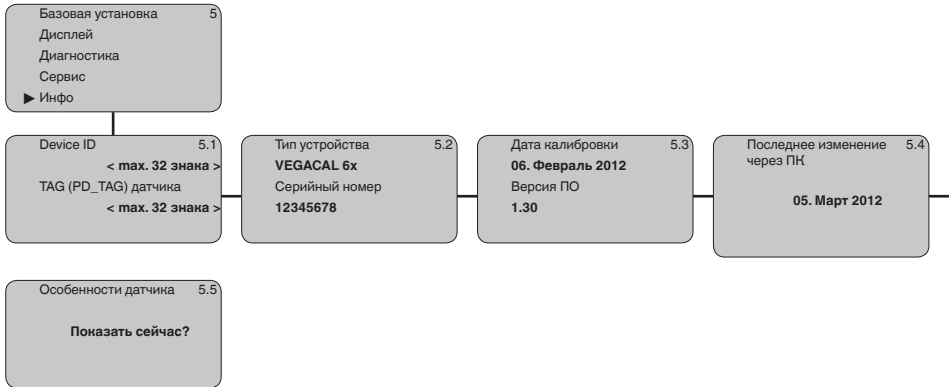 Базовая установка 5
Дисплей
Диагностика
Сервис
▶ Инфо
Device ID 5.1
< max. 32 знака >
TAG (PD_TAG) датчика
< max. 32 знака >
Тип устройства 5.2
VEGACAL 6x
Серийный номер
12345678
Дата калибровки 5.3
06. Февраль 2012
Версия ПО
1.30
Последнее изменение 5.4
через ПК
05. Март 2012
Особенности датчика 5.5
Показать сейчас?